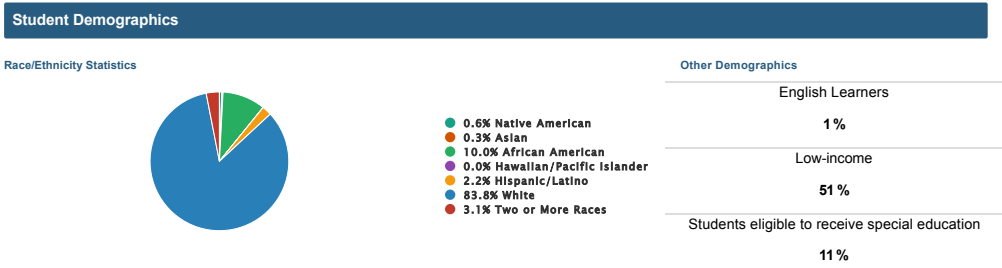 Student Demographics
Race/Ethnicity Statistics
0.6% Native American
0.3% Asian
10.0% African American
0.0% Hawaiian/Pacific Islander
2.2% Hispanic/Latino
83.8% White
3.1% Two or More Races
Other Demographics
English Learners
1%
Low-income
51%
Students eligible to receive special education
11%